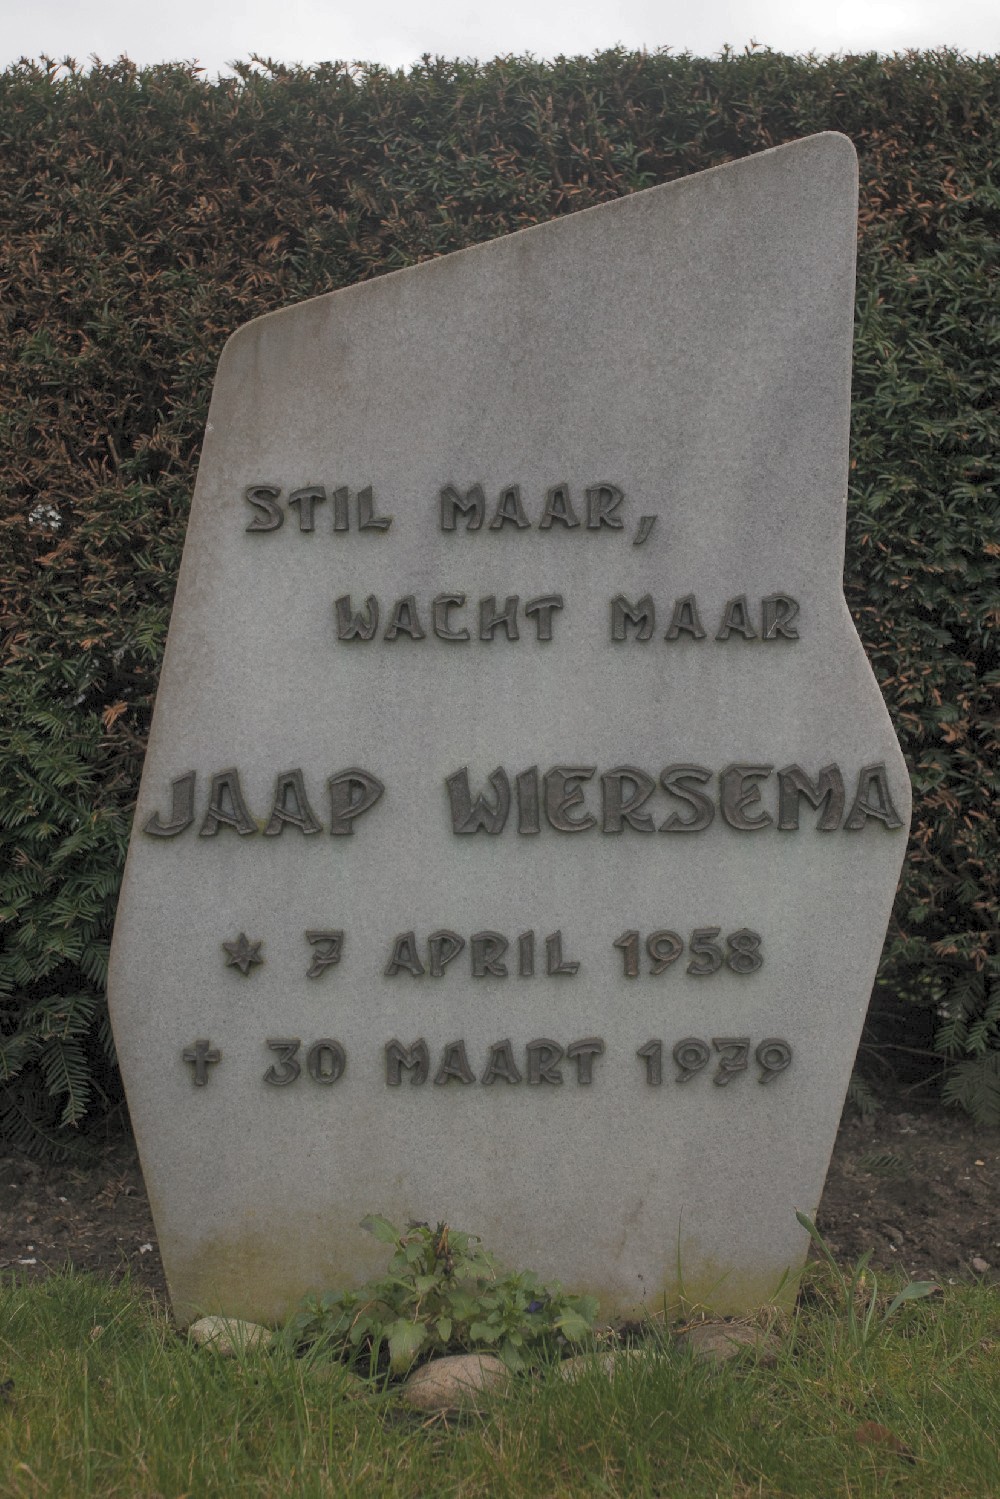 STIL MAAR,
WACHT MAAR
JAAP WIERSEMA
* 7 APRIL 1958
† 30 MAART 1979